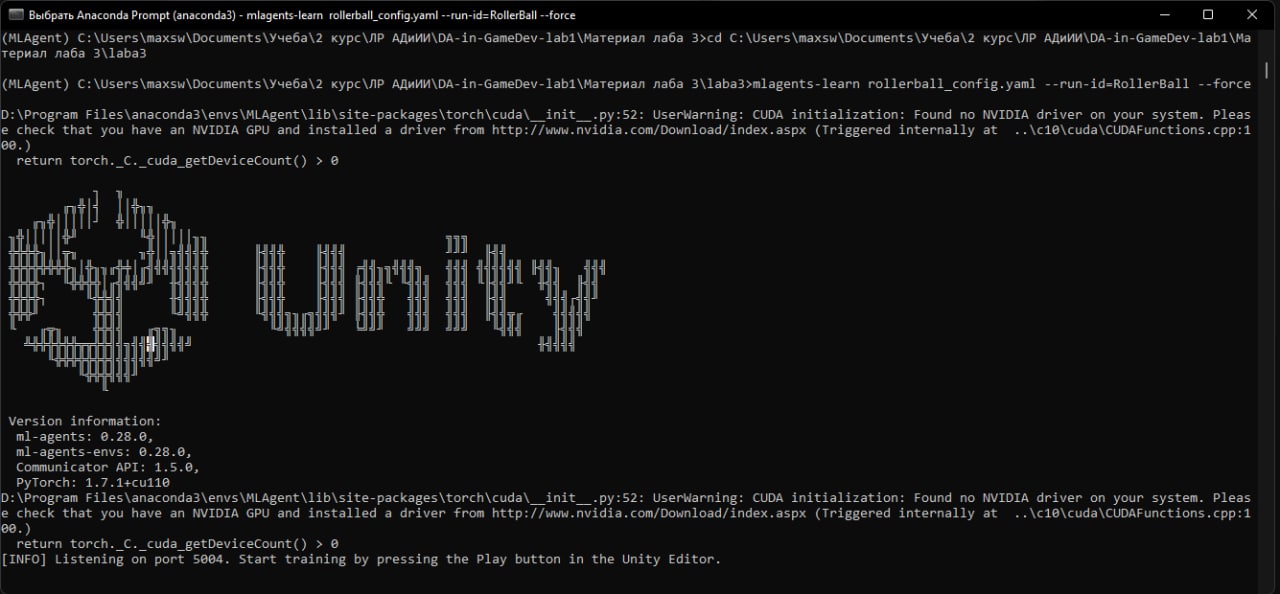 Выбрать Anaconda Prompt (anaconda3) - mlagents-learn rollerball_config.yaml --run-id=RollerBall --force
(MLAgent) C:\Users\maxsw\Documents\Учеба\2 курс\ЛР АДиИИ\DA-in-GameDev-lab1\Материал лаба 3>cd C:\Users\maxsw\Documents\Учеба\2 курс\ЛР АДиИИ\DA-in-GameDev-lab1\Ма
териал лаба 3\laba3
(MLAgent) C:\Users\maxsw\Documents\Учеба\2 курс\ЛР АДиИИ\DA-in-GameDev-lab1\Материал лаба 3\laba3>mlagents-learn rollerball_config.yaml --run-id=RollerBall --force
D:\Program Files\anaconda3\envs\MLAgent\lib\site-packages\torch\cuda\__init__.py:52: UserWarning: CUDA initialization: Found no NVIDIA driver on your system. Pleas
e check that you have an NVIDIA GPU and installed a driver from http://www.nvidia.com/Download/index.aspx (Triggered internally at  ..\c10\cuda\CUDAFunctions.cpp:1
00.)
return torch._C._cuda_getDeviceCount() > 0
Unity
Version information:
ml-agents: 0.28.0,
ml-agents-envs: 0.28.0,
Communicator API: 1.5.0,
PyTorch: 1.7.1+cu110
D:\Program Files\anaconda3\envs\MLAgent\lib\site-packages\torch\cuda\__init__.py:52: UserWarning: CUDA initialization: Found no NVIDIA driver on your system. Pleas
e check that you have an NVIDIA GPU and installed a driver from http://www.nvidia.com/Download/index.aspx (Triggered internally at  ..\c10\cuda\CUDAFunctions.cpp:1
00.)
return torch._C._cuda_getDeviceCount() > 0
[INFO] Listening on port 5004. Start training by pressing the Play button in the Unity Editor.